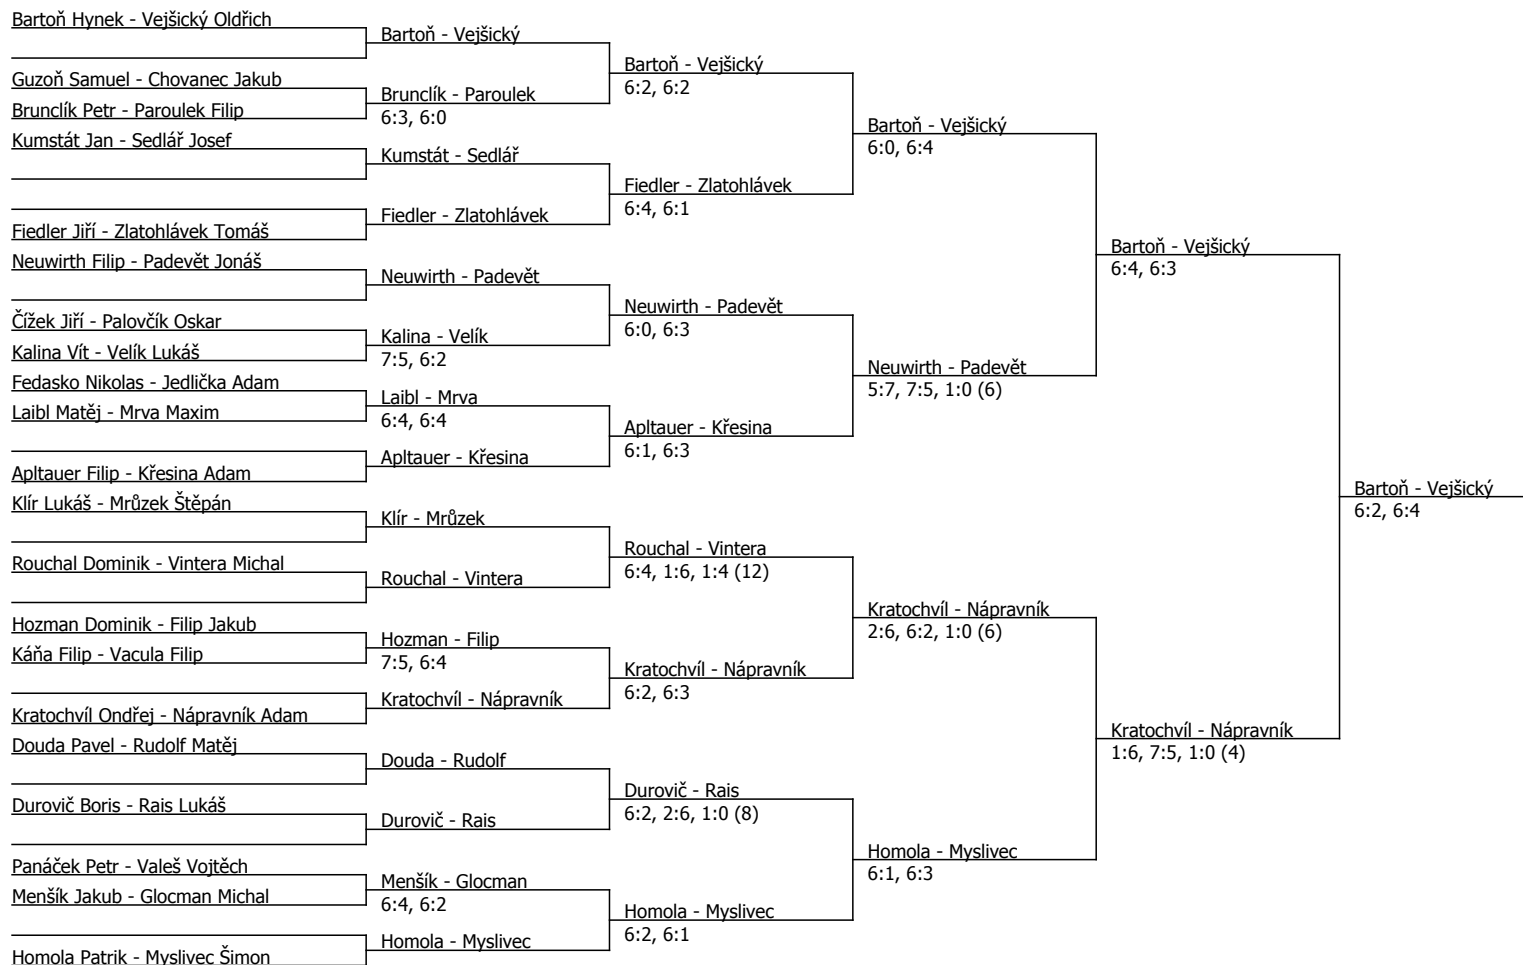 Bartoň Hynek - Vejšický Oldřich
Guzoň Samuel - Chovanec Jakub
Brunclík Petr - Paroulek Filip
Kumstát Jan - Sedlář Josef
Fiedler Jiří - Zlatohlávek Tomáš
Neuwirth Filip - Padevět Jonáš
Čížek Jiří - Palovčík Oskar
Kalina Vít - Velík Lukáš
Fedasko Nikolas - Jedlička Adam
Laibl Matěj - Mrva Maxim
Apltauer Filip - Křesina Adam
Klír Lukáš - Mrůzek Štěpán
Rouchal Dominik - Vintera Michal
Hozman Dominik - Filip Jakub
Káňa Filip - Vacula Filip
Kratochvíl Ondřej - Nápravník Adam
Douda Pavel - Rudolf Matěj
Durovič Boris - Rais Lukáš
Panáček Petr - Valeš Vojtěch
Menšík Jakub - Glocman Michal
Homola Patrik - Myslivec Šimon
Bartoň - Vejšický
Brunclík - Paroulek
6:3, 6:0
Kumstát - Sedlář
Fiedler - Zlatohlávek
Neuwirth - Padevět
Kalina - Velík
7:5, 6:2
Laibl - Mrva
6:4, 6:4
Apltauer - Křesina
Klír - Mrůzek
Rouchal - Vintera
Hozman - Filip
7:5, 6:4
Kratochvíl - Nápravník
Douda - Rudolf
Durovič - Rais
Menšík - Glocman
6:4, 6:2
Homola - Myslivec
Bartoň - Vejšický
6:2, 6:2
Fiedler - Zlatohlávek
6:4, 6:1
Neuwirth - Padevět
6:0, 6:3
Apltauer - Křesina
6:1, 6:3
Rouchal - Vintera
6:4, 1:6, 1:4 (12)
Kratochvíl - Nápravník
6:2, 6:3
Durovič - Rais
6:2, 2:6, 1:0 (8)
Homola - Myslivec
6:2, 6:1
Bartoň - Vejšický
6:0, 6:4
Neuwirth - Padevět
5:7, 7:5, 1:0 (6)
Kratochvíl - Nápravník
2:6, 6:2, 1:0 (6)
Homola - Myslivec
6:1, 6:3
Bartoň - Vejšický
6:4, 6:3
Kratochvíl - Nápravník
1:6, 7:5, 1:0 (4)
Bartoň - Vejšický
6:2, 6:4